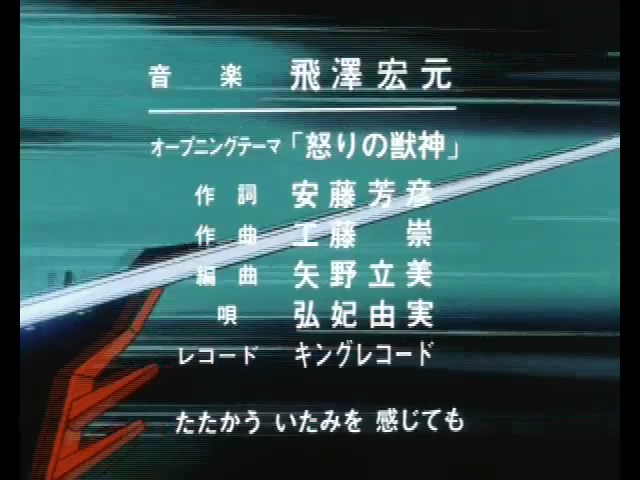 音楽 飛澤宏元
オープニングテーマ「怒りの獣神」
作詞 安藤芳彦
作曲 工藤 崇
編曲 矢野立美
唄 弘妃由実
レコード キングレコード
たたかう いたみを 感じても